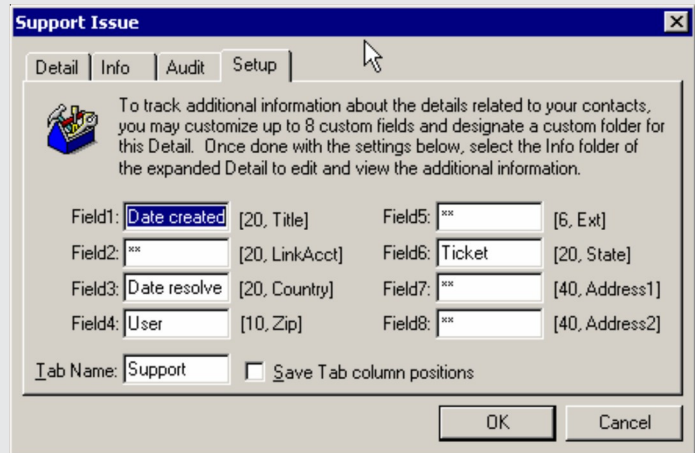 Support Issue
Detail Info Audit Setup
To track additional information about the details related to your contacts,
you may customize up to 8 custom fields and designate a custom folder for
this Detail. Once done with the settings below, select the Info folder of
the expanded Detail to edit and view the additional information.
Field1: Date created [20, Title] Field5: ** [6, Ext]
Field2: ** [20, LinkAcct] Field6: Ticket [20, State]
Field3: Date resolve [20, Country] Field7: ** [40, Address1]
Field4: User [10, Zip] Field8: ** [40, Address2]
Tab Name: Support Save Tab column positions
OK Cancel